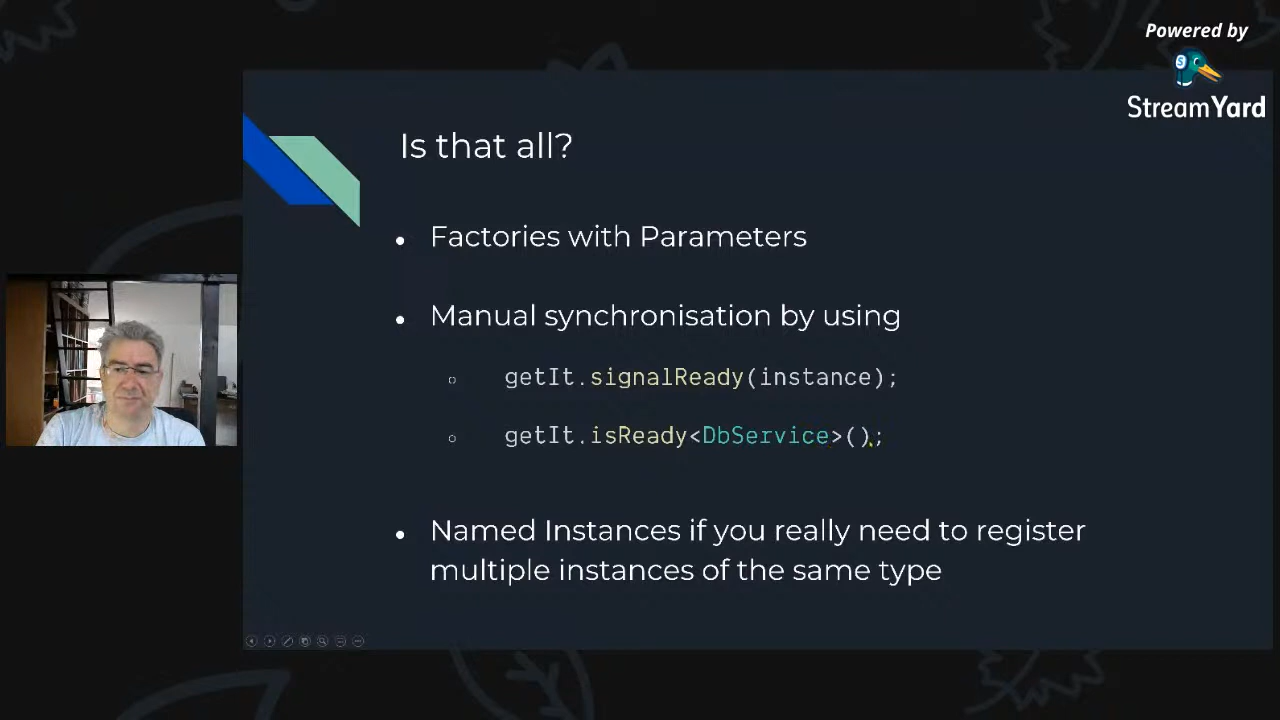 Powered by
StreamYard
Is that all?
• Factories with Parameters
• Manual synchronisation by using
○ getIt.signalReady(instance);
○ getIt.isReady<DbService>();
• Named Instances if you really need to register
multiple instances of the same type